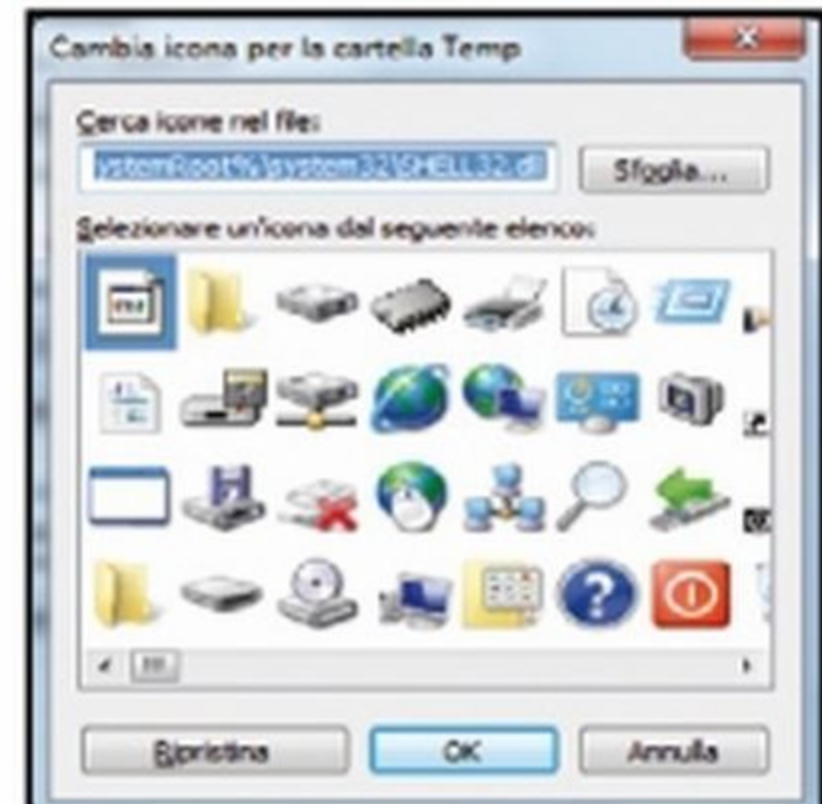 Cambia icona per la cartella Temp
Cerca icone nel file:
ystemRoot%\system32\SHELL32.dll
Sfoglia...
Selezionare un'icona dal seguente elenco:
Ripristina
OK
Annulla